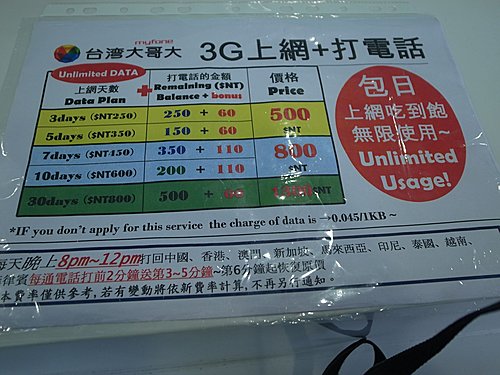 myfone
台湾大哥大 3G上網+打電話
Unlimited DATA
上網天數
Data Plan
打電話的金額
+Remaining ($NT)
Balance + bonus
價格
Price
3days ($NT250) 250 + 60
5days ($NT350) 150 + 60
500 $NT
7days ($NT450) 350 + 110
10days ($NT600) 200 + 110
800 $NT
30days ($NT800) 500 + 60 $NT
包日
上網吃到飽
無限使用~
Unlimited
Usage!
*IF you don't apply for this service the charge of data is →0.045/1KB ~
每天晚上8pm~12pm打回中國、香港、澳門、新加坡、馬來西亞、印尼、泰國、越南、
菲律賓每通電話打前2分鐘送第3~5分鐘~第6分鐘起恢復原價
本費率僅供參考,若有變動將依新費率計算,不再另行通知。